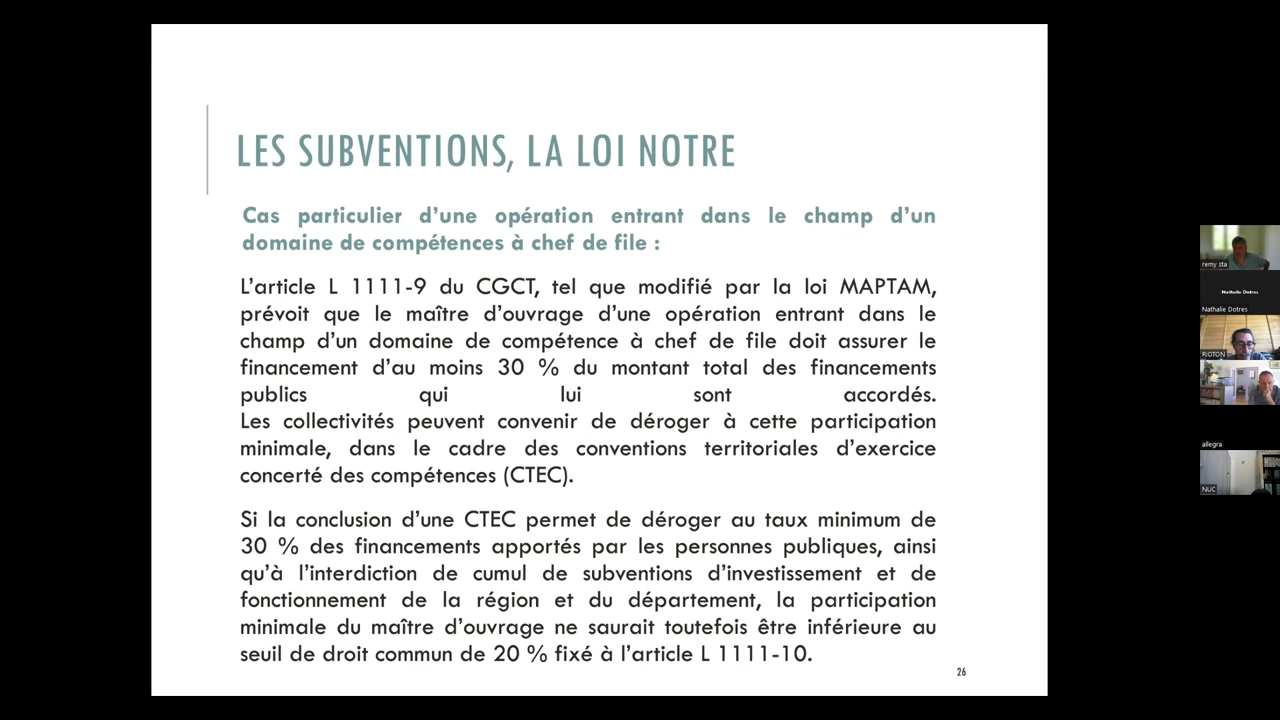 LES SUBVENTIONS, LA LOI NOTRE
Cas particulier d’une opération entrant dans le champ d’un
domaine de compétences à chef de file :
L’article L 1111-9 du CGCT, tel que modifié par la loi MAPTAM,
prévoit que le maître d’ouvrage d’une opération entrant dans le
champ d’un domaine de compétence à chef de file doit assurer le
financement d’au moins 30 % du montant total des financements
publics qui lui sont accordés.
Les collectivités peuvent convenir de déroger à cette participation
minimale, dans le cadre des conventions territoriales d’exercice
concerté des compétences (CTEC).
Si la conclusion d’une CTEC permet de déroger au taux minimum de
30 % des financements apportés par les personnes publiques, ainsi
qu’à l’interdiction de cumul de subventions d’investissement et de
fonctionnement de la région et du département, la participation
minimale du maître d’ouvrage ne saurait toutefois être inférieure au
seuil de droit commun de 20 % fixé à l’article L 1111-10.
26
remy sta
Nathalie Dotres
Nathalie Dotres
RIOTON
allegra
NUC